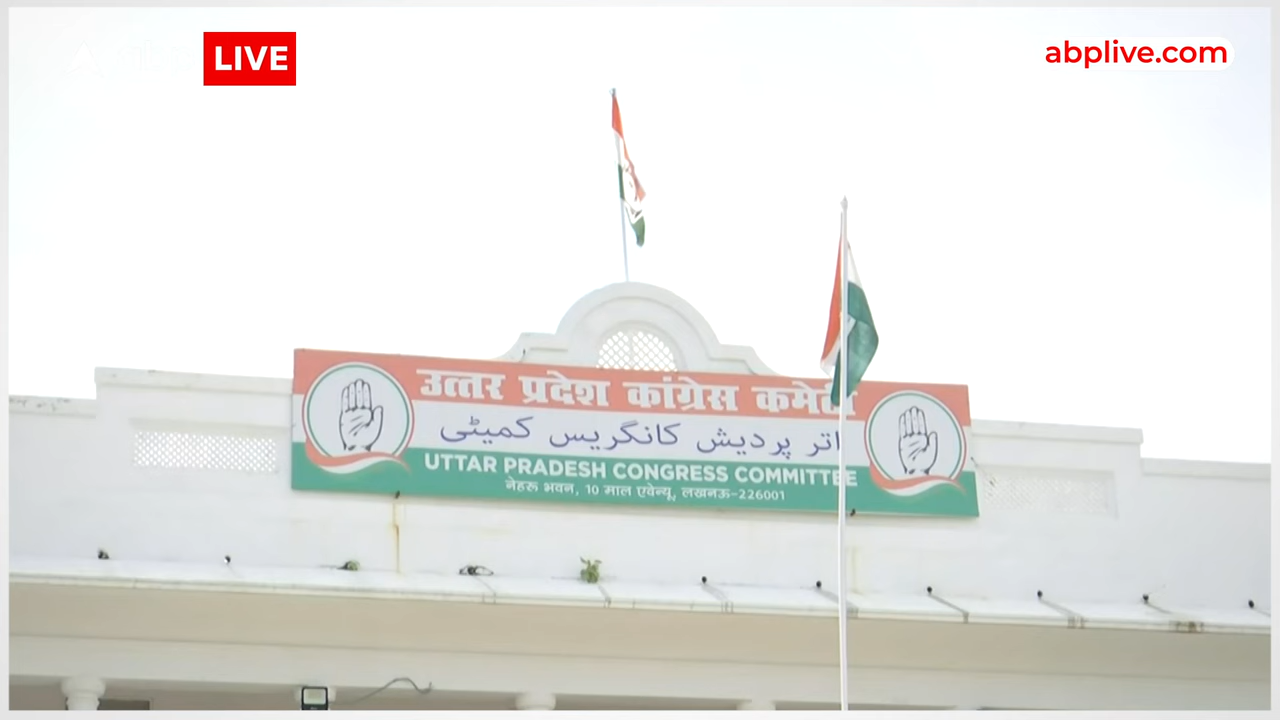 LIVE
abplive.com
उत्तर प्रदेश कांग्रेस कमेटी
اتر پردیش کانگریس کمیٹی
UTTAR PRADESH CONGRESS COMMITTEE
नेहरू भवन, 10 माल एवेन्यू, लखनऊ-226001